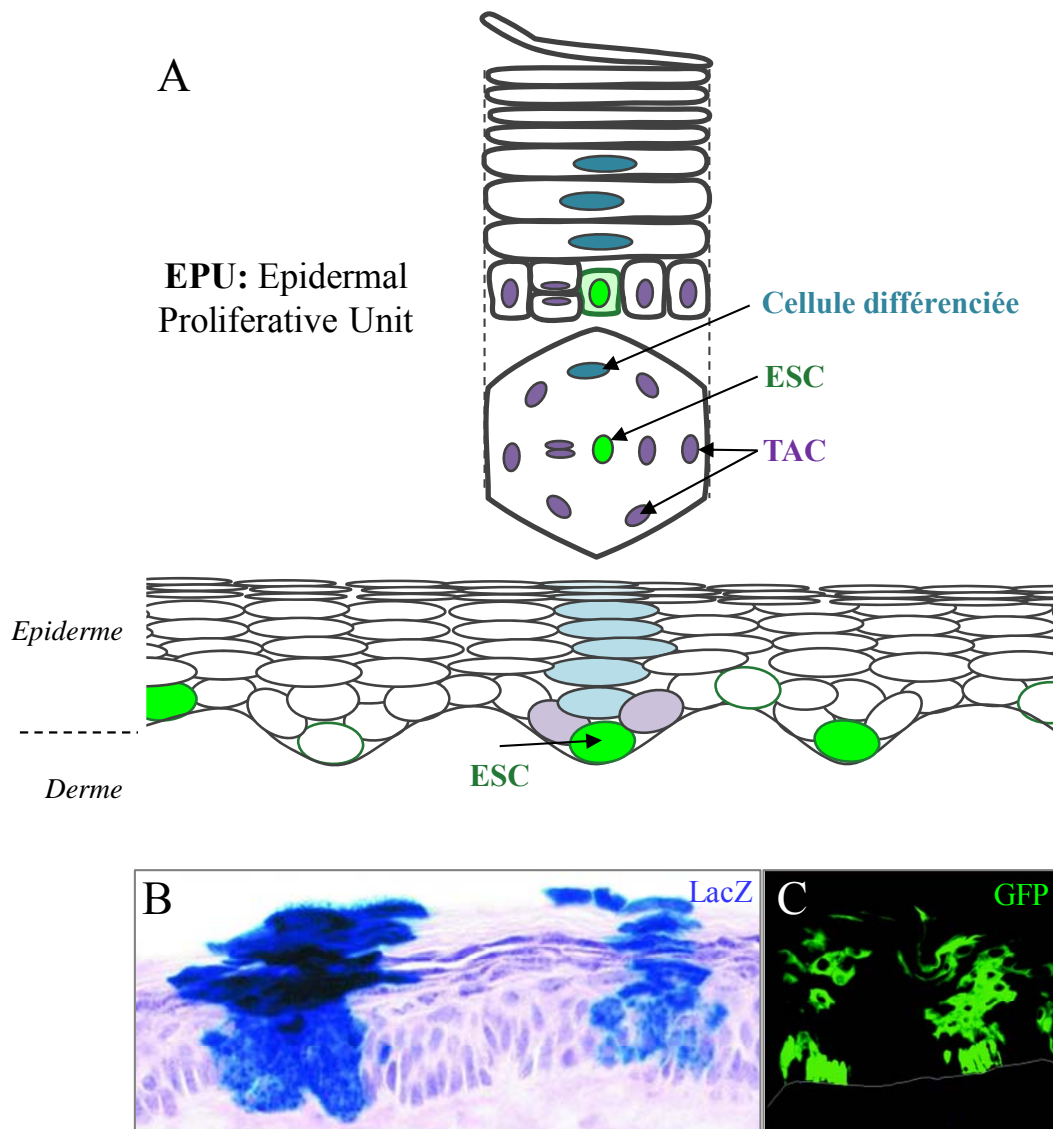 A
EPU: Epidermal
Proliferative Unit
Cellule différenciée
ESC
TAC
Epiderme
ESC
Derme
B
LacZ
C
GFP